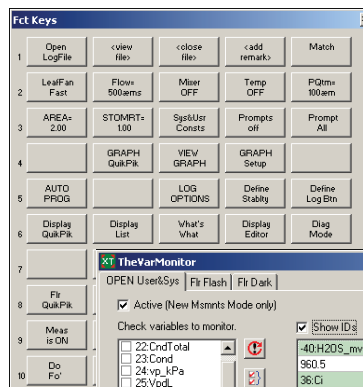 Fct Keys
1 Open LogFile <view file> <close file> <add remark> Match
2 LeafFan Fast Flow= 500æms Mixer OFF Temp OFF PQtm= 100æm
3 AREA= 2.00 STOMRT= 1.00 Sys&Usr Consts Prompts off Prompt All
4 GRAPH QuikPik VIEW GRAPH GRAPH Setup
5 AUTO PROG LOG OPTIONS Define Stablty Define Log Btn
6 Display QuikPik Display List What's What Display Editor Diag Mode
7
XT TheVarMonitor
OPEN User&Sys Flr Flash Flr Dark
8 Flr QuikPik
Active (New Msmnts Mode only)
9 Meas is ON
Check variables to monitor. Show IDs
22:CndTotal
23:Cond
24:vp_kPa
25:VpdL
-40:H2OS_mv
960.5
36:Ci
10 Do Fo'